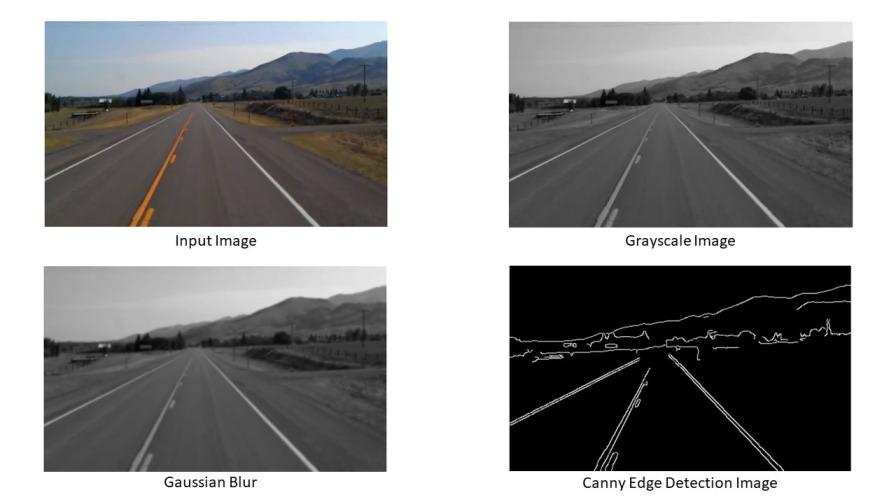 Input Image
Grayscale Image
Gaussian Blur
Canny Edge Detection Image